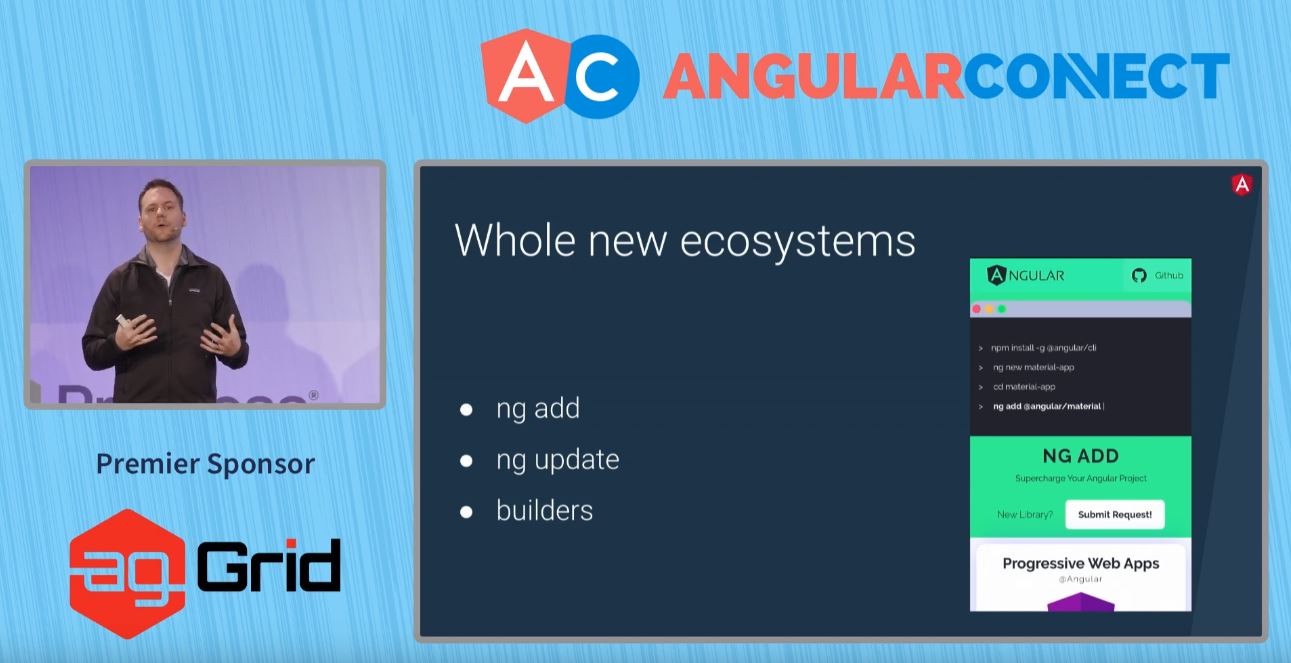 AC ANGULARCONNECT
Whole new ecosystems
ng add
ng update
builders
ANGULAR
Github
> npm install -g @angular/cli
> ng new material-app
> cd material-app
> ng add @angular/material
NG ADD
Supercharge Your Angular Project
New Library?
Submit Request!
Progressive Web Apps
@Angular
A
Premier Sponsor
ag Grid